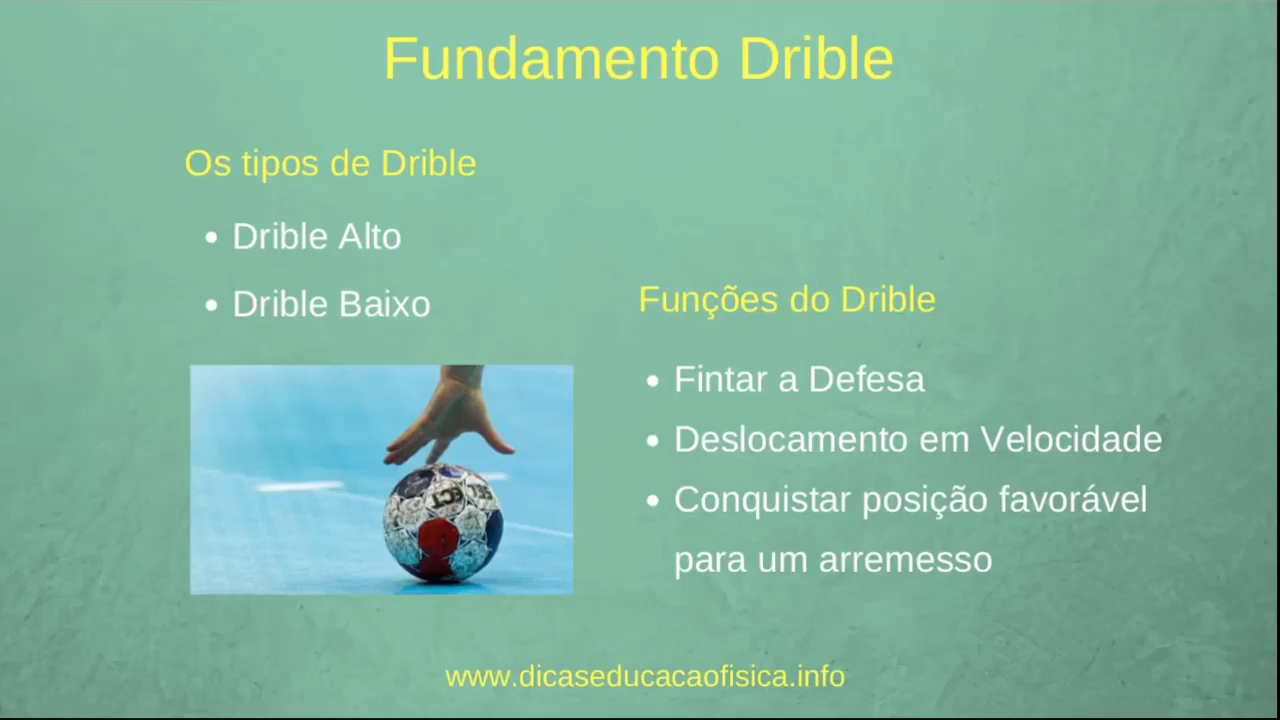 Fundamento Drible
Os tipos de Drible
• Drible Alto
• Drible Baixo
Funções do Drible
• Fintar a Defesa
• Deslocamento em Velocidade
• Conquistar posição favorável
para um arremesso
www.dicaseducacaofisica.info